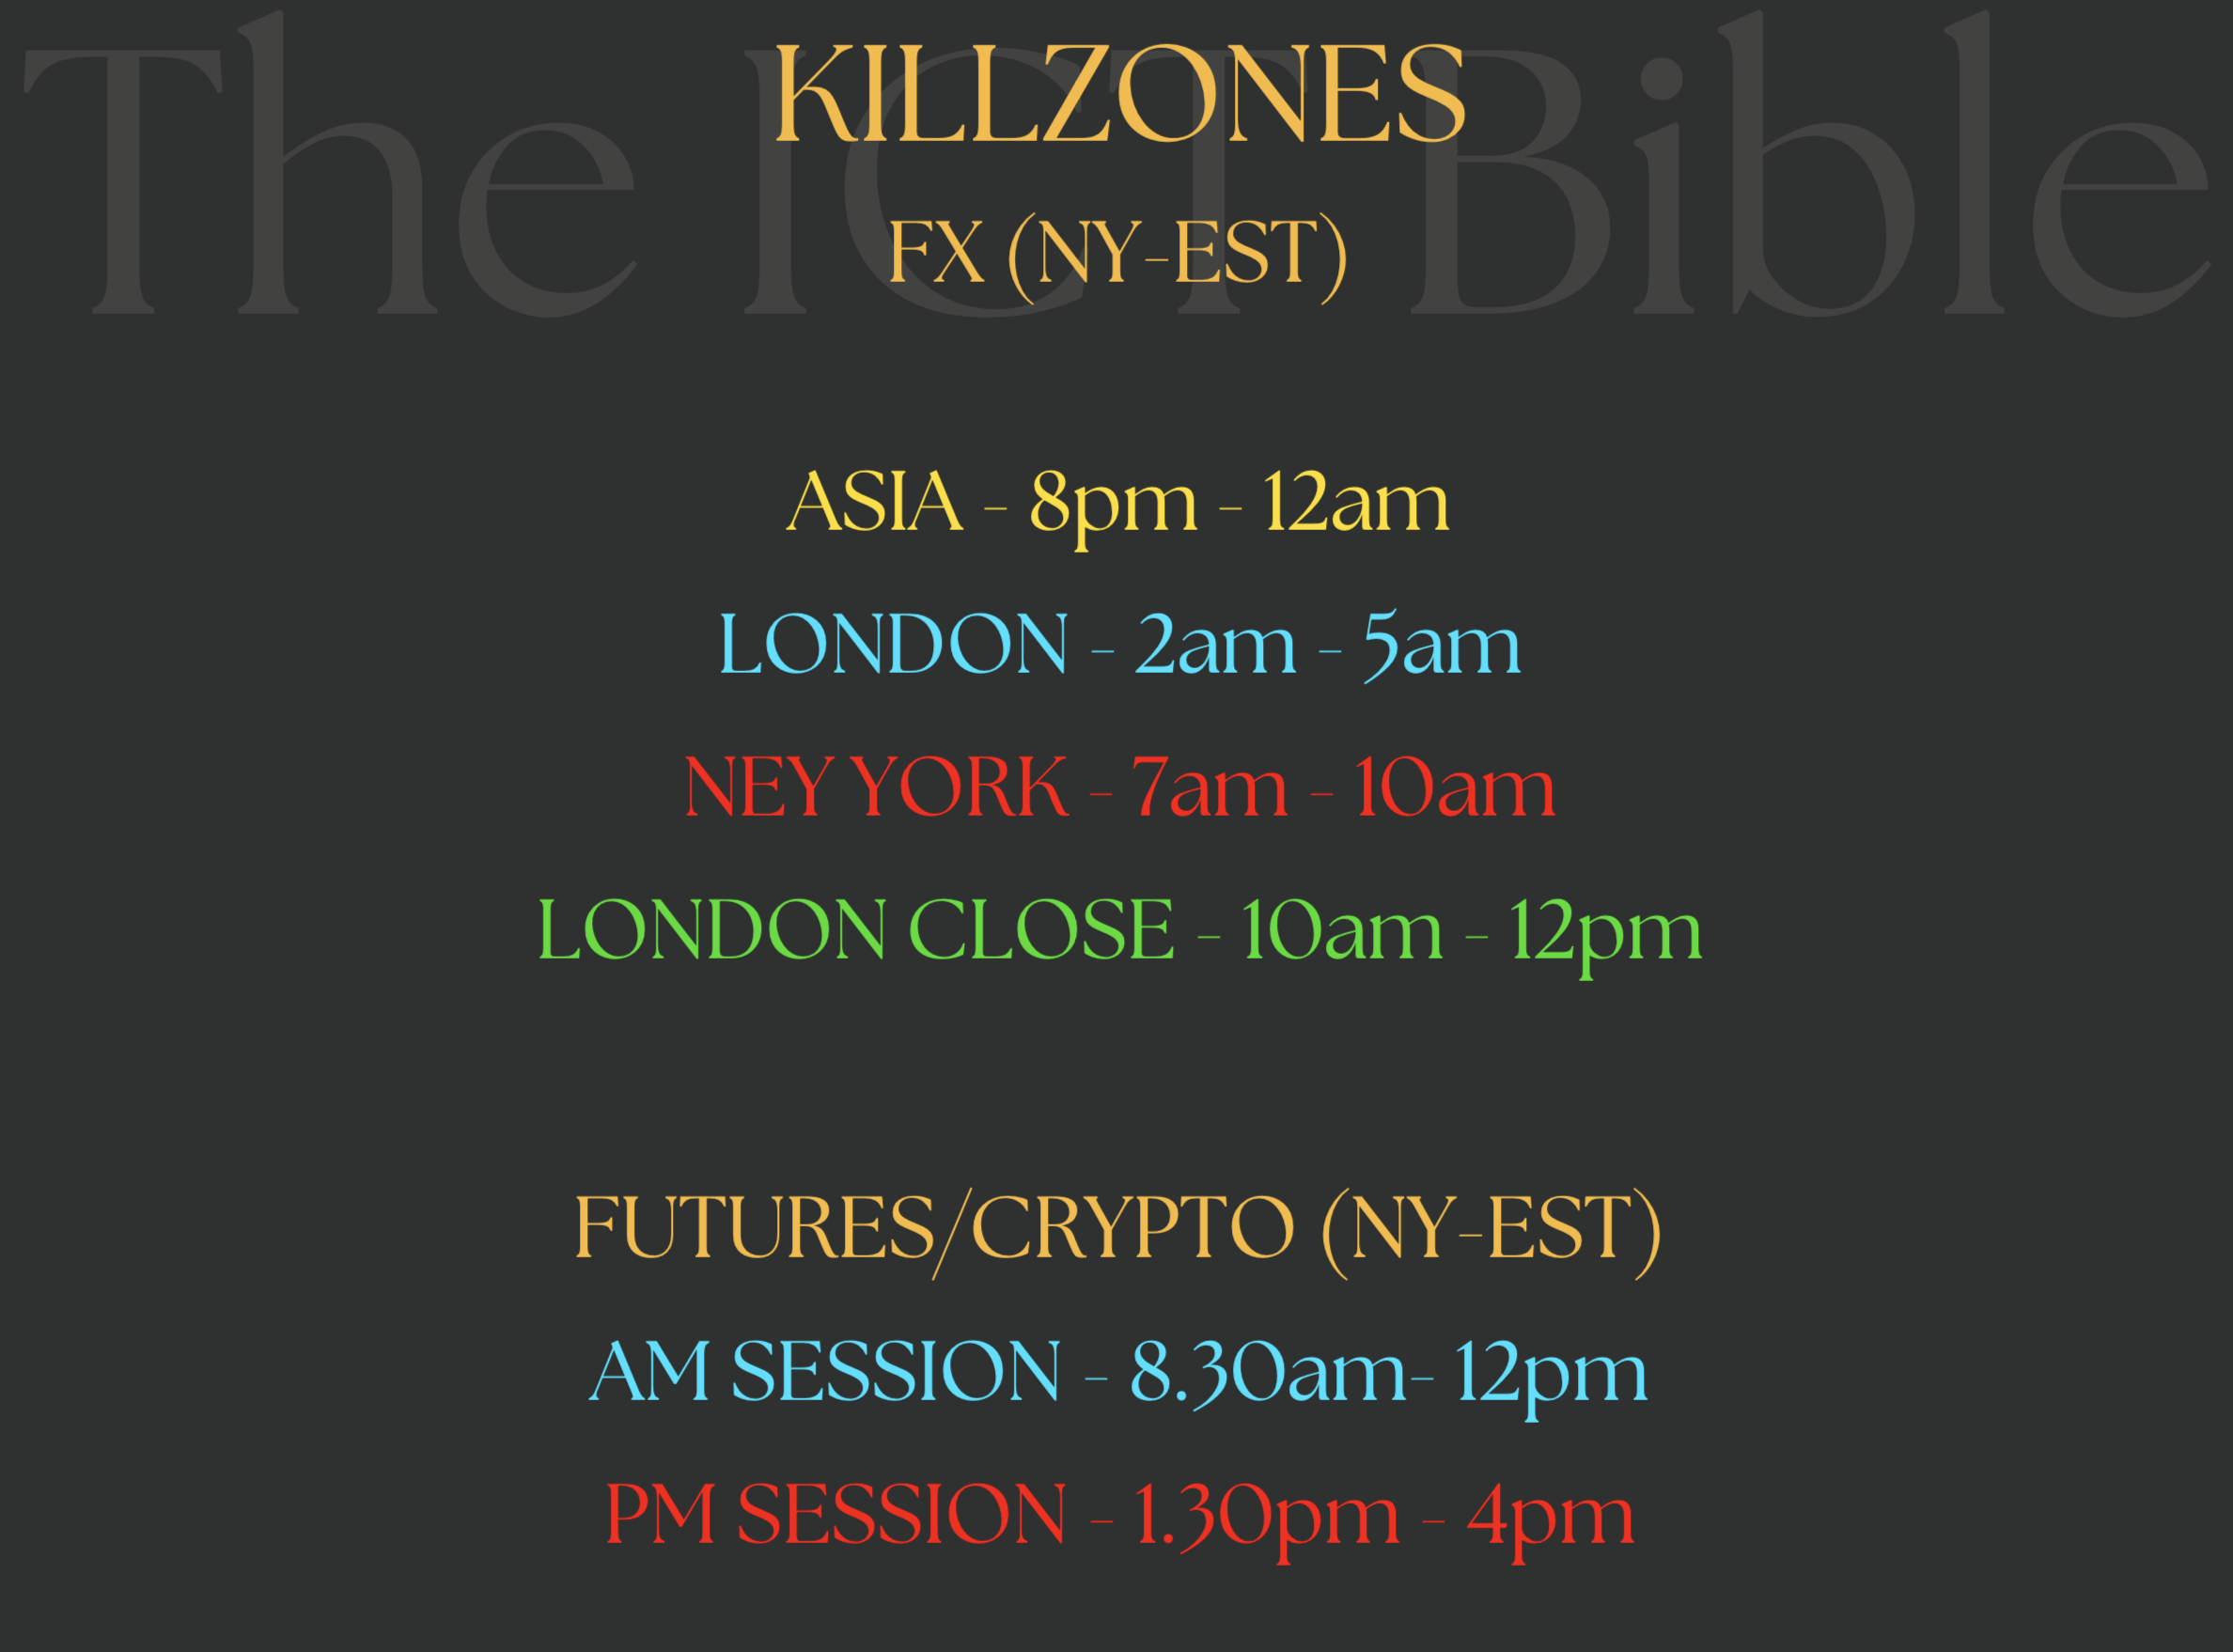 The ICT Bible
KILLZONES
FX (NY-EST)
ASIA - 8pm - 12am
LONDON - 2am - 5am
NEY YORK - 7am - 10am
LONDON CLOSE - 10am - 12pm
FUTURES/CRYPTO (NY-EST)
AM SESSION - 8.30am- 12pm
PM SESSION - 1.30pm - 4pm